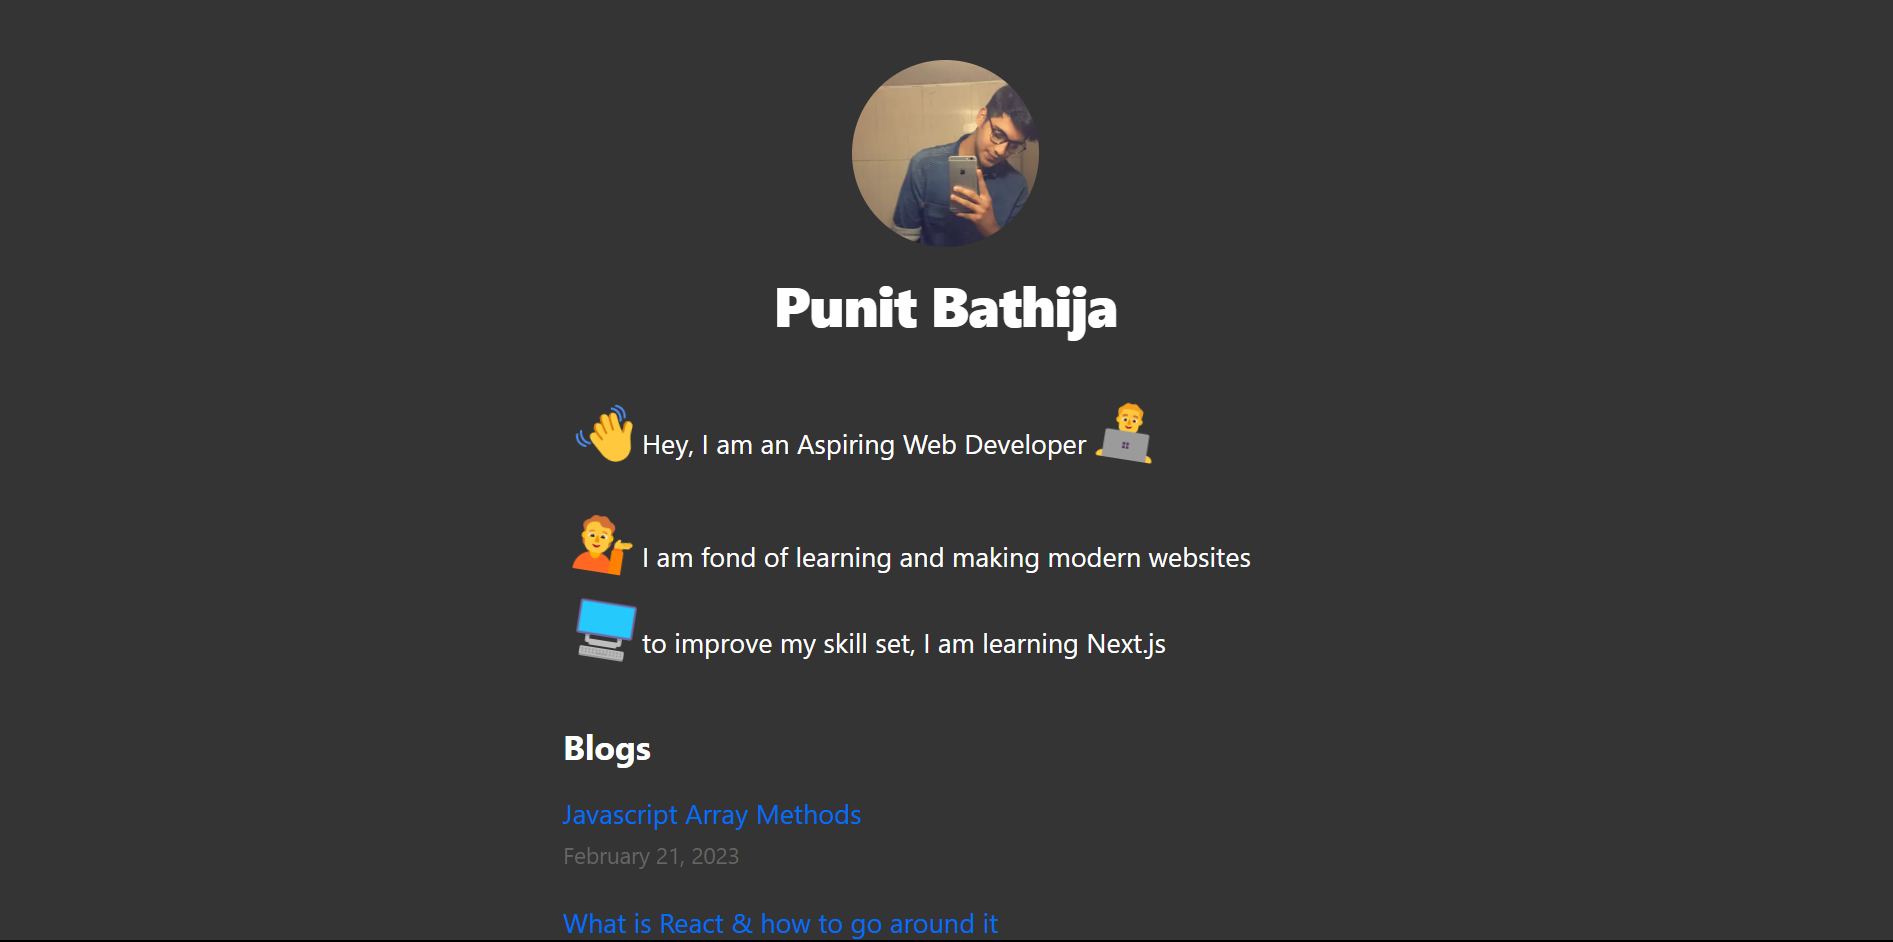 Punit Bathija
Hey, I am an Aspiring Web Developer
I am fond of learning and making modern websites
to improve my skill set, I am learning Next.js
Blogs
Javascript Array Methods
February 21, 2023
What is React & how to go around it